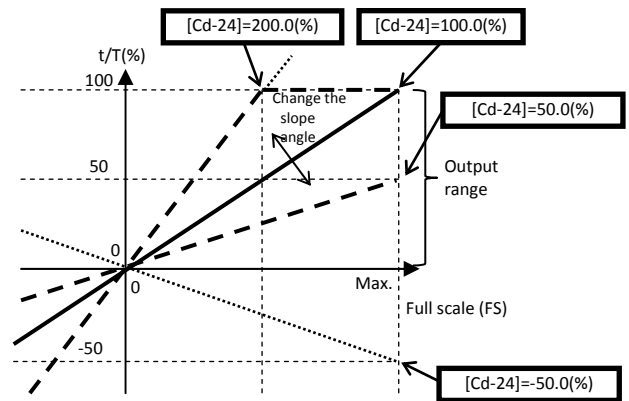 [Cd-24]=200.0(%)
[Cd-24]=100.0(%)
t/T(%)
100
Change the
slope
angle
[Cd-24]=50.0(%)
50
Output
range
0
0
Max.
Full scale (FS)
-50
[Cd-24]=-50.0(%)